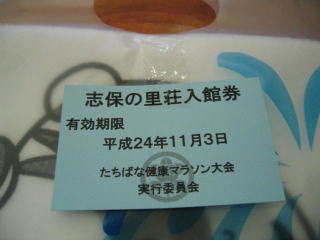 志保の里荘入館券
有効期限
平成24年11月3日
たちばな健康マラソン大会
実行委員会